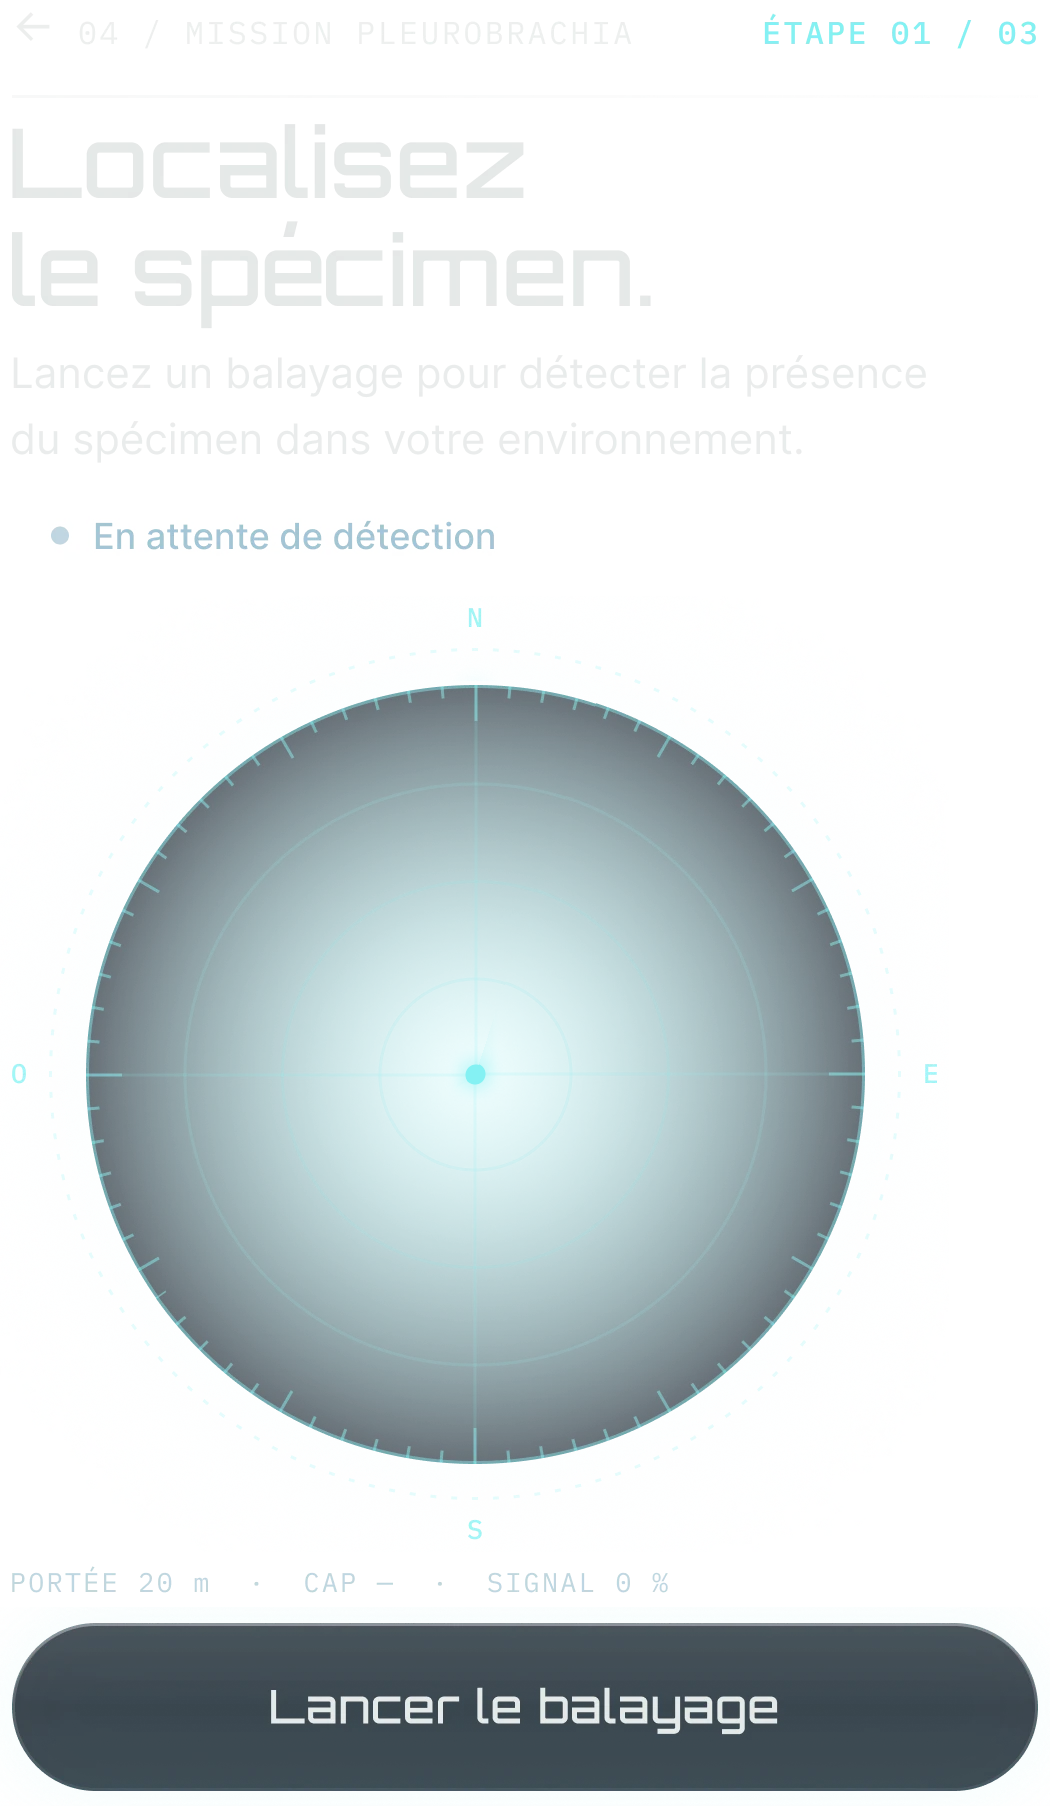 ← 04 / MISSION PLEUROBRACHIA
ÉTAPE 01 / 03
Localisez
le spécimen.
Lancez un balayage pour détecter la présence
du spécimen dans votre environnement.
En attente de détection
N
O
E
S
PORTÉE 20 m · CAP — · SIGNAL 0 %
Lancer le balayage